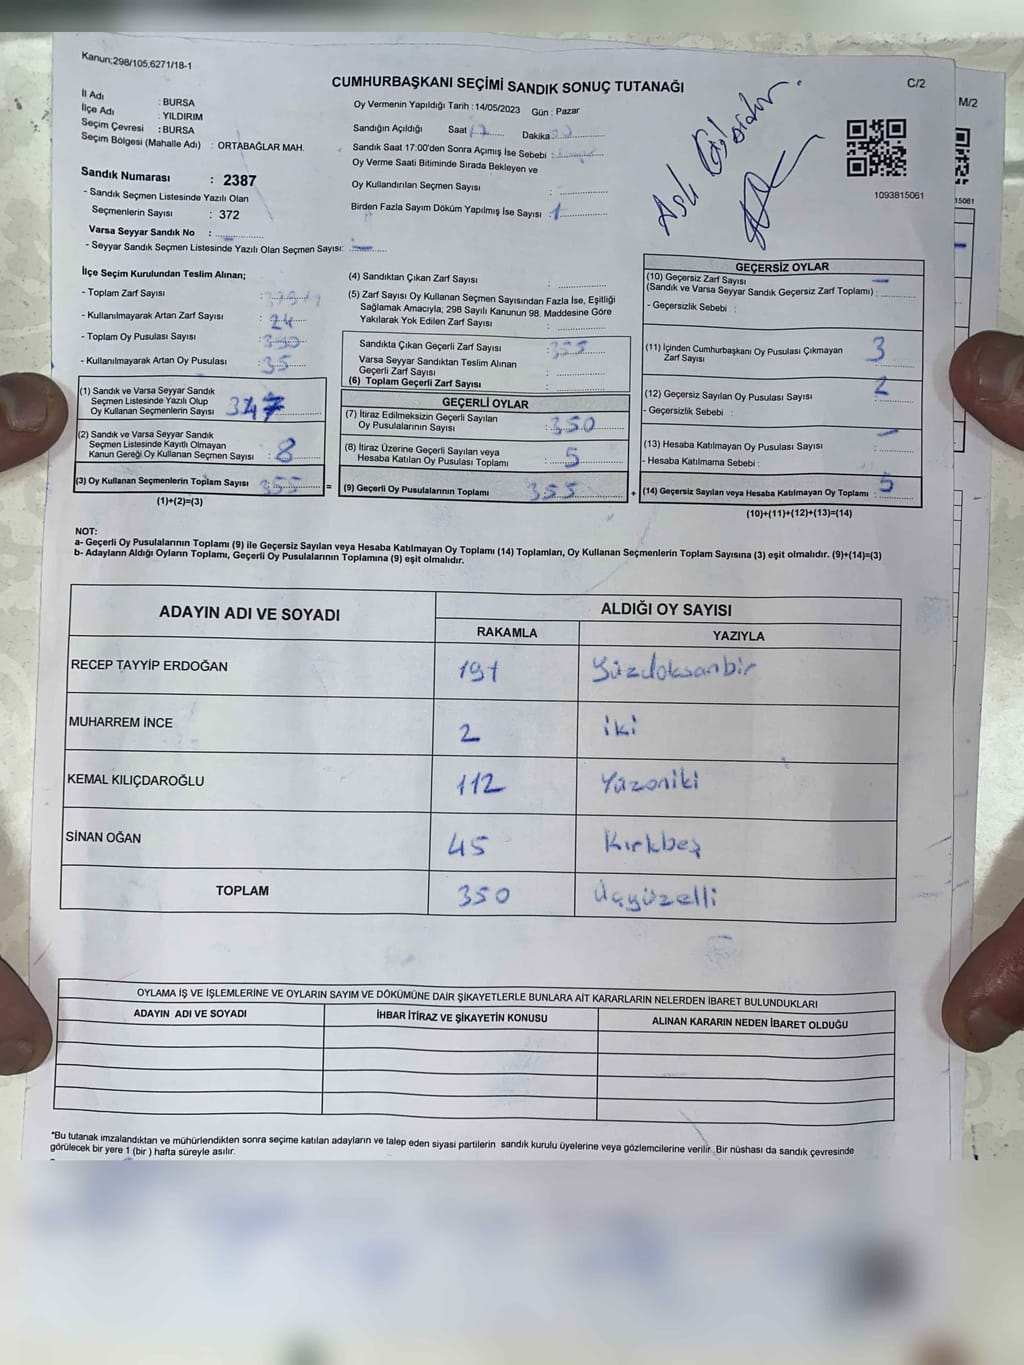 Kanun;298/105,6271/18-1
CUMHURBAŞKANI SEÇİMİ SANDIK SONUÇ TUTANAĞI
C/2
M/2
İl Adı : BURSA
İlçe Adı : YILDIRIM
Seçim Çevresi : BURSA
Seçim Bölgesi (Mahalle Adı) : ORTABAĞLAR MAH.
Sandık Numarası : 2387
- Sandık Seçmen Listesinde Yazılı Olan
Seçmenlerin Sayısı : 372
Varsa Seyyar Sandık No :
- Seyyar Sandık Seçmen Listesinde Yazılı Olan Seçmen Sayısı:
Oy Vermenin Yapıldığı Tarih : 14/05/2023 Gün : Pazar
Sandığın Açıldığı Saat 17 Dakika
Sandık Saat 17:00'den Sonra Açımış İse Sebebi :
Oy Verme Saati Bitiminde Sırada Bekleyen ve
Oy Kullandırılan Seçmen Sayısı :
Birden Fazla Sayım Döküm Yapılmış İse Sayısı : 1
Aslı Gibidir.
1093815061
15061
İlçe Seçim Kurulundan Teslim Alınan;
- Toplam Zarf Sayısı :
- Kullanılmayarak Artan Zarf Sayısı : 24
- Toplam Oy Pusulası Sayısı :
- Kullanılmayarak Artan Oy Pusulası : 35
(1) Sandık ve Varsa Seyyar Sandık
Seçmen Listesinde Yazılı Olup
Oy Kullanan Seçmenlerin Sayısı 347
(2) Sandık ve Varsa Seyyar Sandık
Seçmen Listesinde Kayıtlı Olmayan
Kanun Gereği Oy Kullanan Seçmen Sayısı : 8
(3) Oy Kullanan Seçmenlerin Toplam Sayısı 355 =
(1)+(2)=(3)
(4) Sandıktan Çıkan Zarf Sayısı :
(5) Zarf Sayısı Oy Kullanan Seçmen Sayısından Fazla İse, Eşitliği
Sağlamak Amacıyla; 298 Sayılı Kanunun 98. Maddesine Göre
Yakılarak Yok Edilen Zarf Sayısı :
Sandıkta Çıkan Geçerli Zarf Sayısı : 355
Varsa Seyyar Sandıktan Teslim Alınan
Geçerli Zarf Sayısı :
(6) Toplam Geçerli Zarf Sayısı :
GEÇERLİ OYLAR
(7) İtiraz Edilmeksizin Geçerli Sayılan
Oy Pusulalarının Sayısı : 350
(8) İtiraz Üzerine Geçerli Sayılan veya
Hesaba Katılan Oy Pusulası Toplamı : 5
(9) Geçerli Oy Pusulalarının Toplamı 355 +
GEÇERSİZ OYLAR
(10) Geçersiz Zarf Sayısı
(Sandık ve Varsa Seyyar Sandık Geçersiz Zarf Toplamı) : —
- Geçersizlik Sebebi :
(11) İçinden Cumhurbaşkanı Oy Pusulası Çıkmayan
Zarf Sayısı 3
(12) Geçersiz Sayılan Oy Pusulası Sayısı : 2
- Geçersizlik Sebebi :
(13) Hesaba Katılmayan Oy Pusulası Sayısı : —
- Hesaba Katılmama Sebebi :
(14) Geçersiz Sayılan veya Hesaba Katılmayan Oy Toplamı : 5
(10)+(11)+(12)+(13)=(14)
NOT:
a- Geçerli Oy Pusulalarının Toplamı (9) ile Geçersiz Sayılan veya Hesaba Katılmayan Oy Toplamı (14) Toplamları, Oy Kullanan Seçmenlerin Toplam Sayısına (3) eşit olmalıdır. (9)+(14)=(3)
b- Adayların Aldığı Oyların Toplamı, Geçerli Oy Pusulalarının Toplamına (9) eşit olmalıdır.
ADAYIN ADI VE SOYADI ALDIĞI OY SAYISI
RAKAMLA YAZIYLA
RECEP TAYYİP ERDOĞAN 191 Yüzdoksanbir
MUHARREM İNCE 2 iki
KEMAL KILIÇDAROĞLU 112 Yüzoniki
SİNAN OĞAN 45 Kırkbeş
TOPLAM 350 Üçyüzelli
OYLAMA İŞ VE İŞLEMLERİNE VE OYLARIN SAYIM VE DÖKÜMÜNE DAİR ŞİKAYETLERLE BUNLARA AİT KARARLARIN NELERDEN İBARET BULUNDUKLARI
ADAYIN ADI VE SOYADI İHBAR İTİRAZ VE ŞİKAYETİN KONUSU ALINAN KARARIN NEDEN İBARET OLDUĞU
*Bu tutanak imzalandıktan ve mühürlendikten sonra seçime katılan adayların ve talep eden siyasi partilerin sandık kurulu üyelerine veya gözlemcilerine verilir. Bir nüshası da sandık çevresinde
görülecek bir yere 1 (bir ) hafta süreyle asılır.